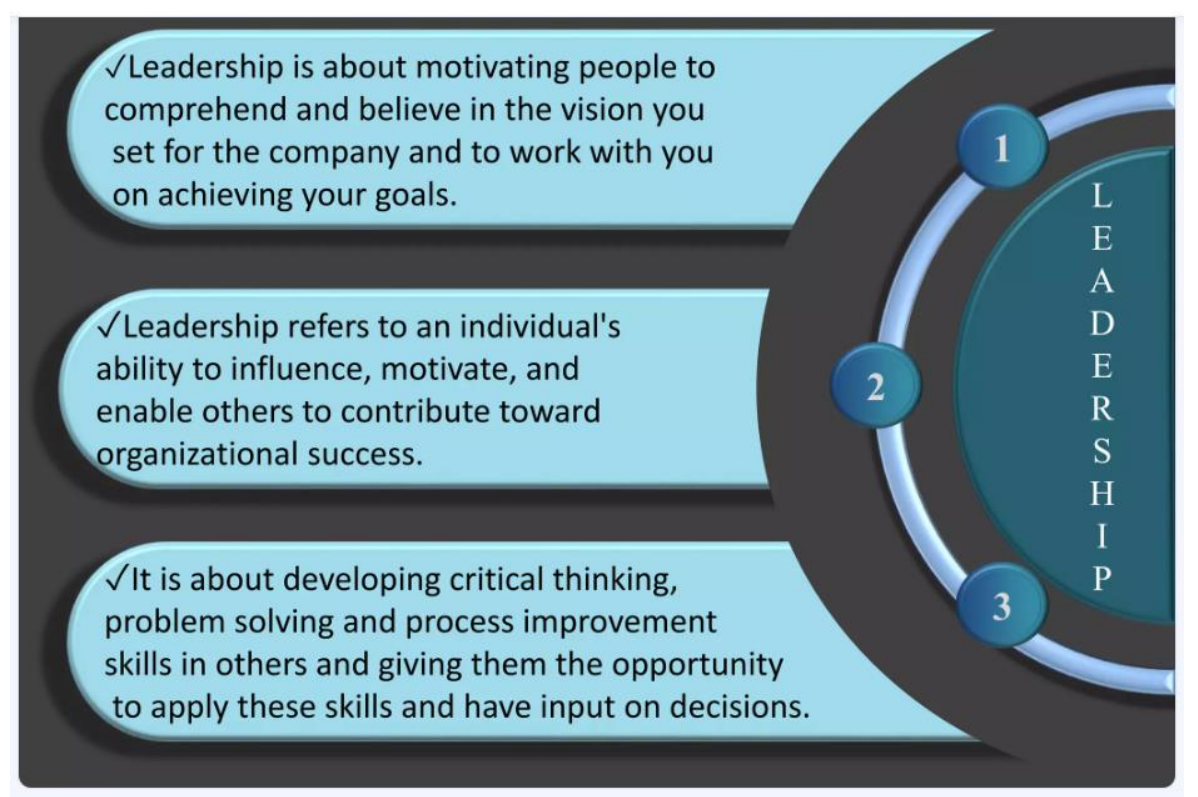 ✓Leadership is about motivating people to
comprehend and believe in the vision you
set for the company and to work with you
on achieving your goals.
1
✓Leadership refers to an individual's
ability to influence, motivate, and
enable others to contribute toward
organizational success.
2
✓It is about developing critical thinking,
problem solving and process improvement
skills in others and giving them the opportunity
to apply these skills and have input on decisions.
3
LEADERSHIP